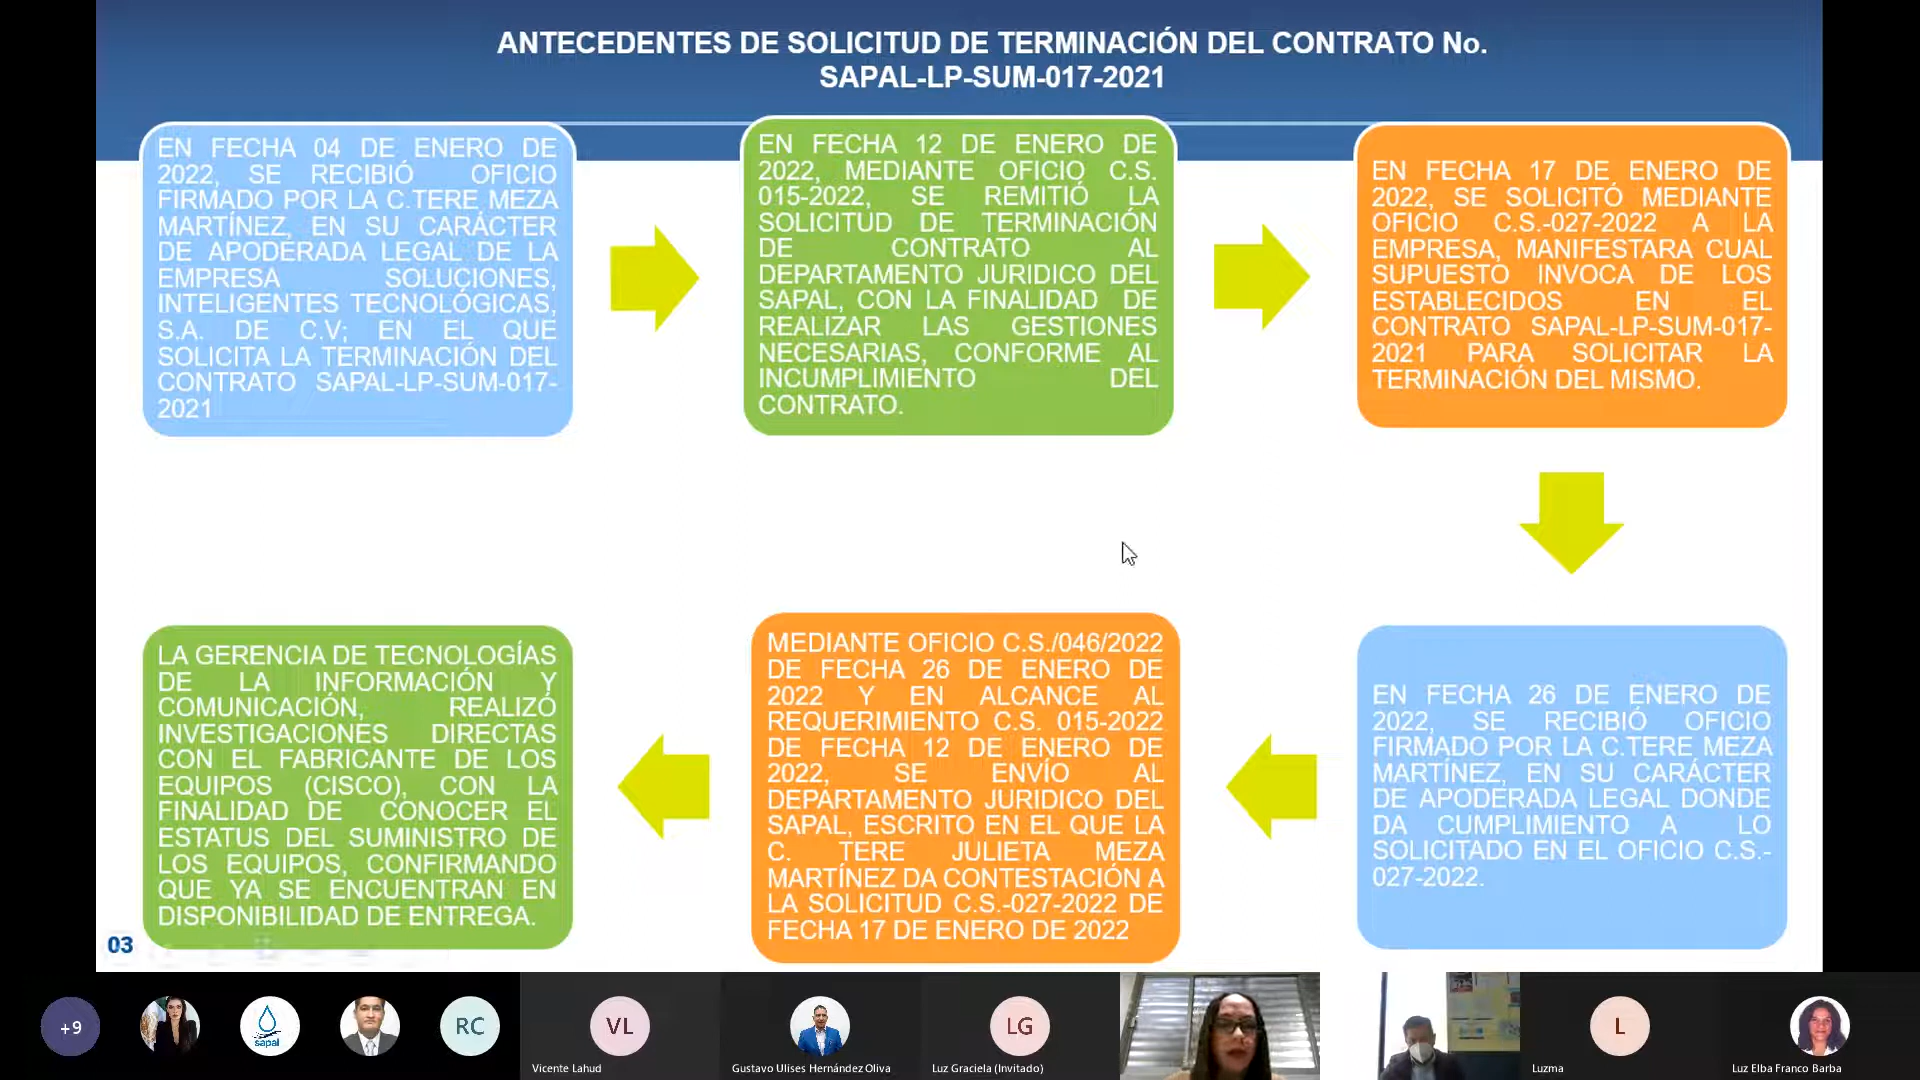 ANTECEDENTES DE SOLICITUD DE TERMINACIÓN DEL CONTRATO No.
SAPAL-LP-SUM-017-2021
EN FECHA 04 DE ENERO DE
2022, SE RECIBIÓ OFICIO
FIRMADO POR LA C.TERE MEZA
MARTÍNEZ, EN SU CARÁCTER
DE APODERADA LEGAL DE LA
EMPRESA SOLUCIONES,
INTELIGENTES TECNOLÓGICAS,
S.A. DE C.V; EN EL QUE
SOLICITA LA TERMINACIÓN DEL
CONTRATO SAPAL-LP-SUM-017-
2021
EN FECHA 12 DE ENERO DE
2022, MEDIANTE OFICIO C.S.
015-2022, SE REMITIÓ LA
SOLICITUD DE TERMINACIÓN
DE CONTRATO AL
DEPARTAMENTO JURIDICO DEL
SAPAL, CON LA FINALIDAD DE
REALIZAR LAS GESTIONES
NECESARIAS, CONFORME AL
INCUMPLIMIENTO DEL
CONTRATO.
EN FECHA 17 DE ENERO DE
2022, SE SOLICITÓ MEDIANTE
OFICIO C.S.-027-2022 A LA
EMPRESA, MANIFESTARA CUAL
SUPUESTO INVOCA DE LOS
ESTABLECIDOS EN EL
CONTRATO SAPAL-LP-SUM-017-
2021 PARA SOLICITAR LA
TERMINACIÓN DEL MISMO.
EN FECHA 26 DE ENERO DE
2022, SE RECIBIÓ OFICIO
FIRMADO POR LA C.TERE MEZA
MARTÍNEZ, EN SU CARÁCTER
DE APODERADA LEGAL DONDE
DA CUMPLIMIENTO A LO
SOLICITADO EN EL OFICIO C.S.-
027-2022.
MEDIANTE OFICIO C.S./046/2022
DE FECHA 26 DE ENERO DE
2022 Y EN ALCANCE AL
REQUERIMIENTO C.S. 015-2022
DE FECHA 12 DE ENERO DE
2022, SE ENVÍO AL
DEPARTAMENTO JURIDICO DEL
SAPAL, ESCRITO EN EL QUE LA
C. TERE JULIETA MEZA
MARTÍNEZ DA CONTESTACIÓN A
LA SOLICITUD C.S.-027-2022 DE
FECHA 17 DE ENERO DE 2022
LA GERENCIA DE TECNOLOGÍAS
DE LA INFORMACIÓN Y
COMUNICACIÓN, REALIZÓ
INVESTIGACIONES DIRECTAS
CON EL FABRICANTE DE LOS
EQUIPOS (CISCO), CON LA
FINALIDAD DE CONOCER EL
ESTATUS DEL SUMINISTRO DE
LOS EQUIPOS, CONFIRMANDO
QUE YA SE ENCUENTRAN EN
DISPONIBILIDAD DE ENTREGA.
03
+9
sapal
RC
VL
Vicente Lahud
Gustavo Ulises Hernández Oliva
LG
Luz Graciela (Invitado)
L
Luzma
Luz Elba Franco Barba